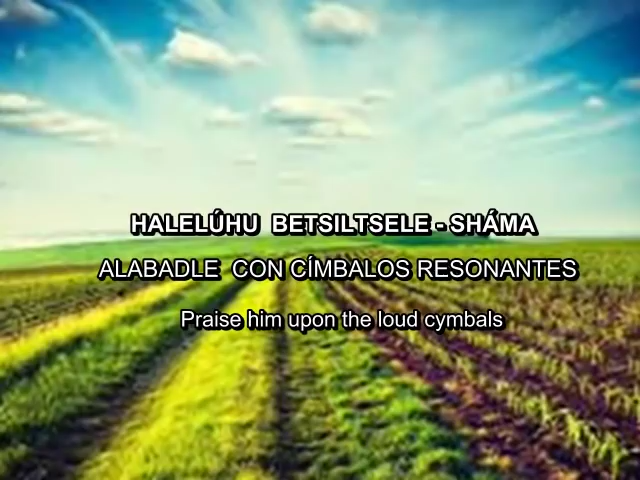 HALELÚHU BETSILTSELE - SHÁMA
ALABADLE CON CÍMBALOS RESONANTES
Praise him upon the loud cymbals